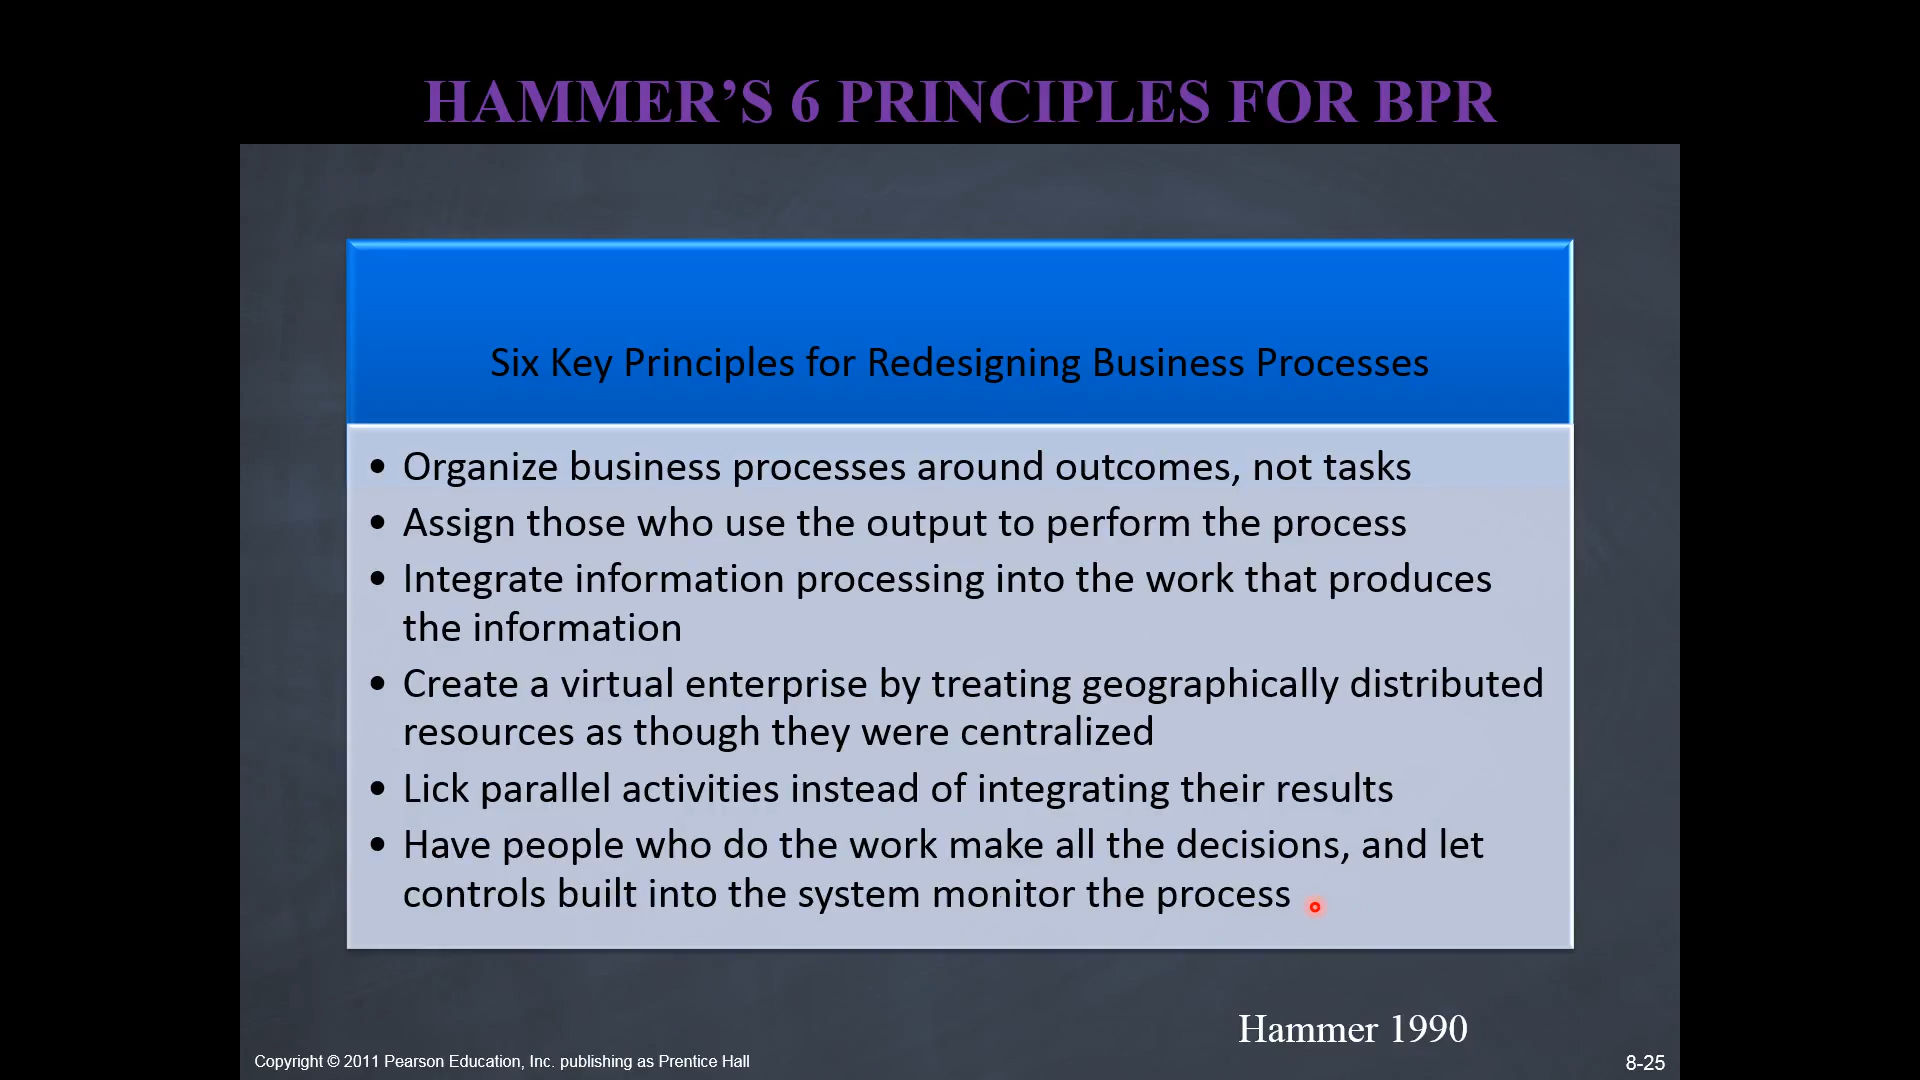 HAMMER’S 6 PRINCIPLES FOR BPR
Six Key Principles for Redesigning Business Processes
• Organize business processes around outcomes, not tasks
• Assign those who use the output to perform the process
• Integrate information processing into the work that produces
the information
• Create a virtual enterprise by treating geographically distributed
resources as though they were centralized
• Lick parallel activities instead of integrating their results
• Have people who do the work make all the decisions, and let
controls built into the system monitor the process
Hammer 1990
Copyright © 2011 Pearson Education, Inc. publishing as Prentice Hall
8-25